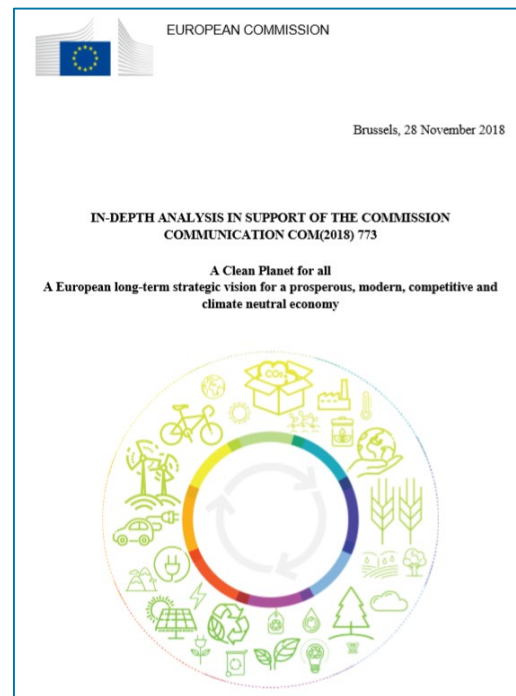 EUROPEAN COMMISSION
Brussels, 28 November 2018
IN-DEPTH ANALYSIS IN SUPPORT OF THE COMMISSION
COMMUNICATION COM(2018) 773
A Clean Planet for all
A European long-term strategic vision for a prosperous, modern, competitive and
climate neutral economy
CO₂